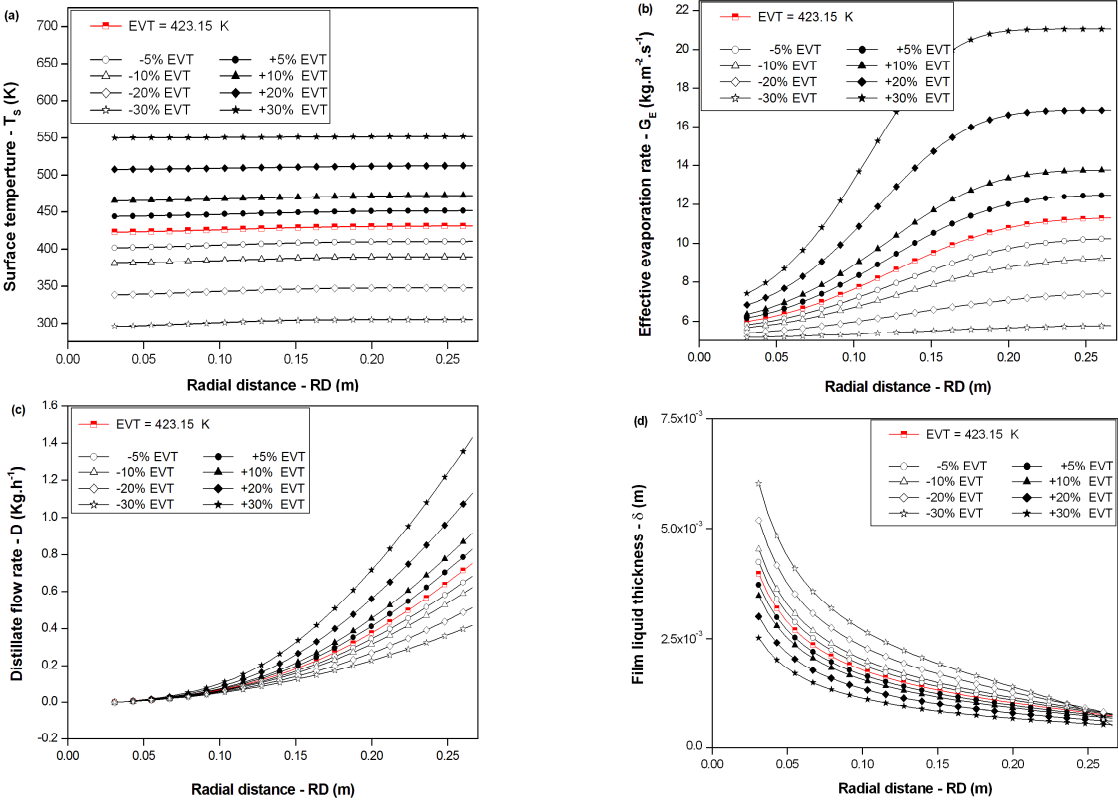 (a)
EVT = 423.15 K
-5% EVT +5% EVT
-10% EVT +10% EVT
-20% EVT +20% EVT
-30% EVT +30% EVT
Surface temperture - TS (K)
700
650
600
550
500
450
400
350
300
0.00 0.05 0.10 0.15 0.20 0.25
Radial distance - RD (m)
(b)
EVT = 423.15 K
-5% EVT +5% EVT
-10% EVT +10% EVT
-20% EVT +20% EVT
-30% EVT +30% EVT
Effective evaporation rate - GE (kg.m-2.s-1)
22
20
18
16
14
12
10
8
6
0.00 0.05 0.10 0.15 0.20 0.25
Radial distance - RD (m)
(c)
EVT = 423.15 K
-5% EVT +5% EVT
-10% EVT +10% EVT
-20% EVT +20% EVT
-30% EVT +30% EVT
Distillate flow rate - D (Kg.h-1)
1.6
1.4
1.2
1.0
0.8
0.6
0.4
0.2
0.0
-0.2
0.00 0.05 0.10 0.15 0.20 0.25
Radial distance - RD (m)
(d)
EVT = 423.15 K
-5% EVT +5% EVT
-10% EVT +10% EVT
-20% EVT +20% EVT
-30% EVT +30% EVT
Film liquid thickness - δ (m)
7.5x10-3
5.0x10-3
2.5x10-3
0.0
0.00 0.05 0.10 0.15 0.20 0.25
Radial distane - RD (m)